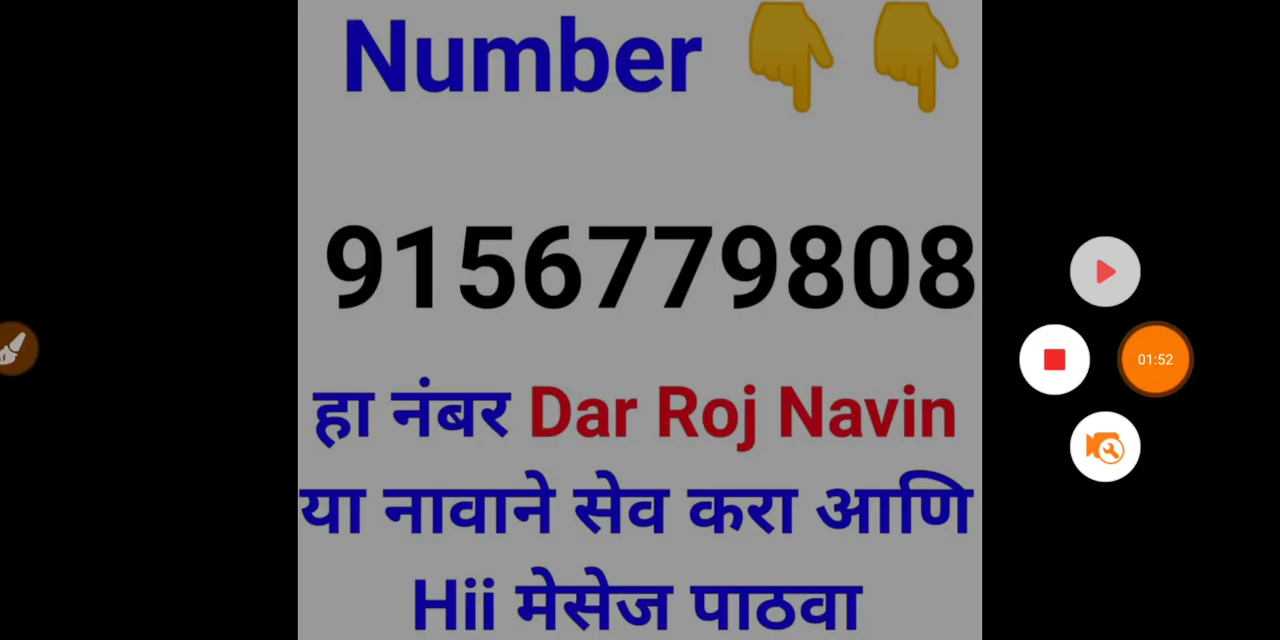 Number 👇👇
9156779808
हा नंबर Dar Roj Navin
या नावाने सेव करा आणि
Hii मेसेज पाठवा
01:52